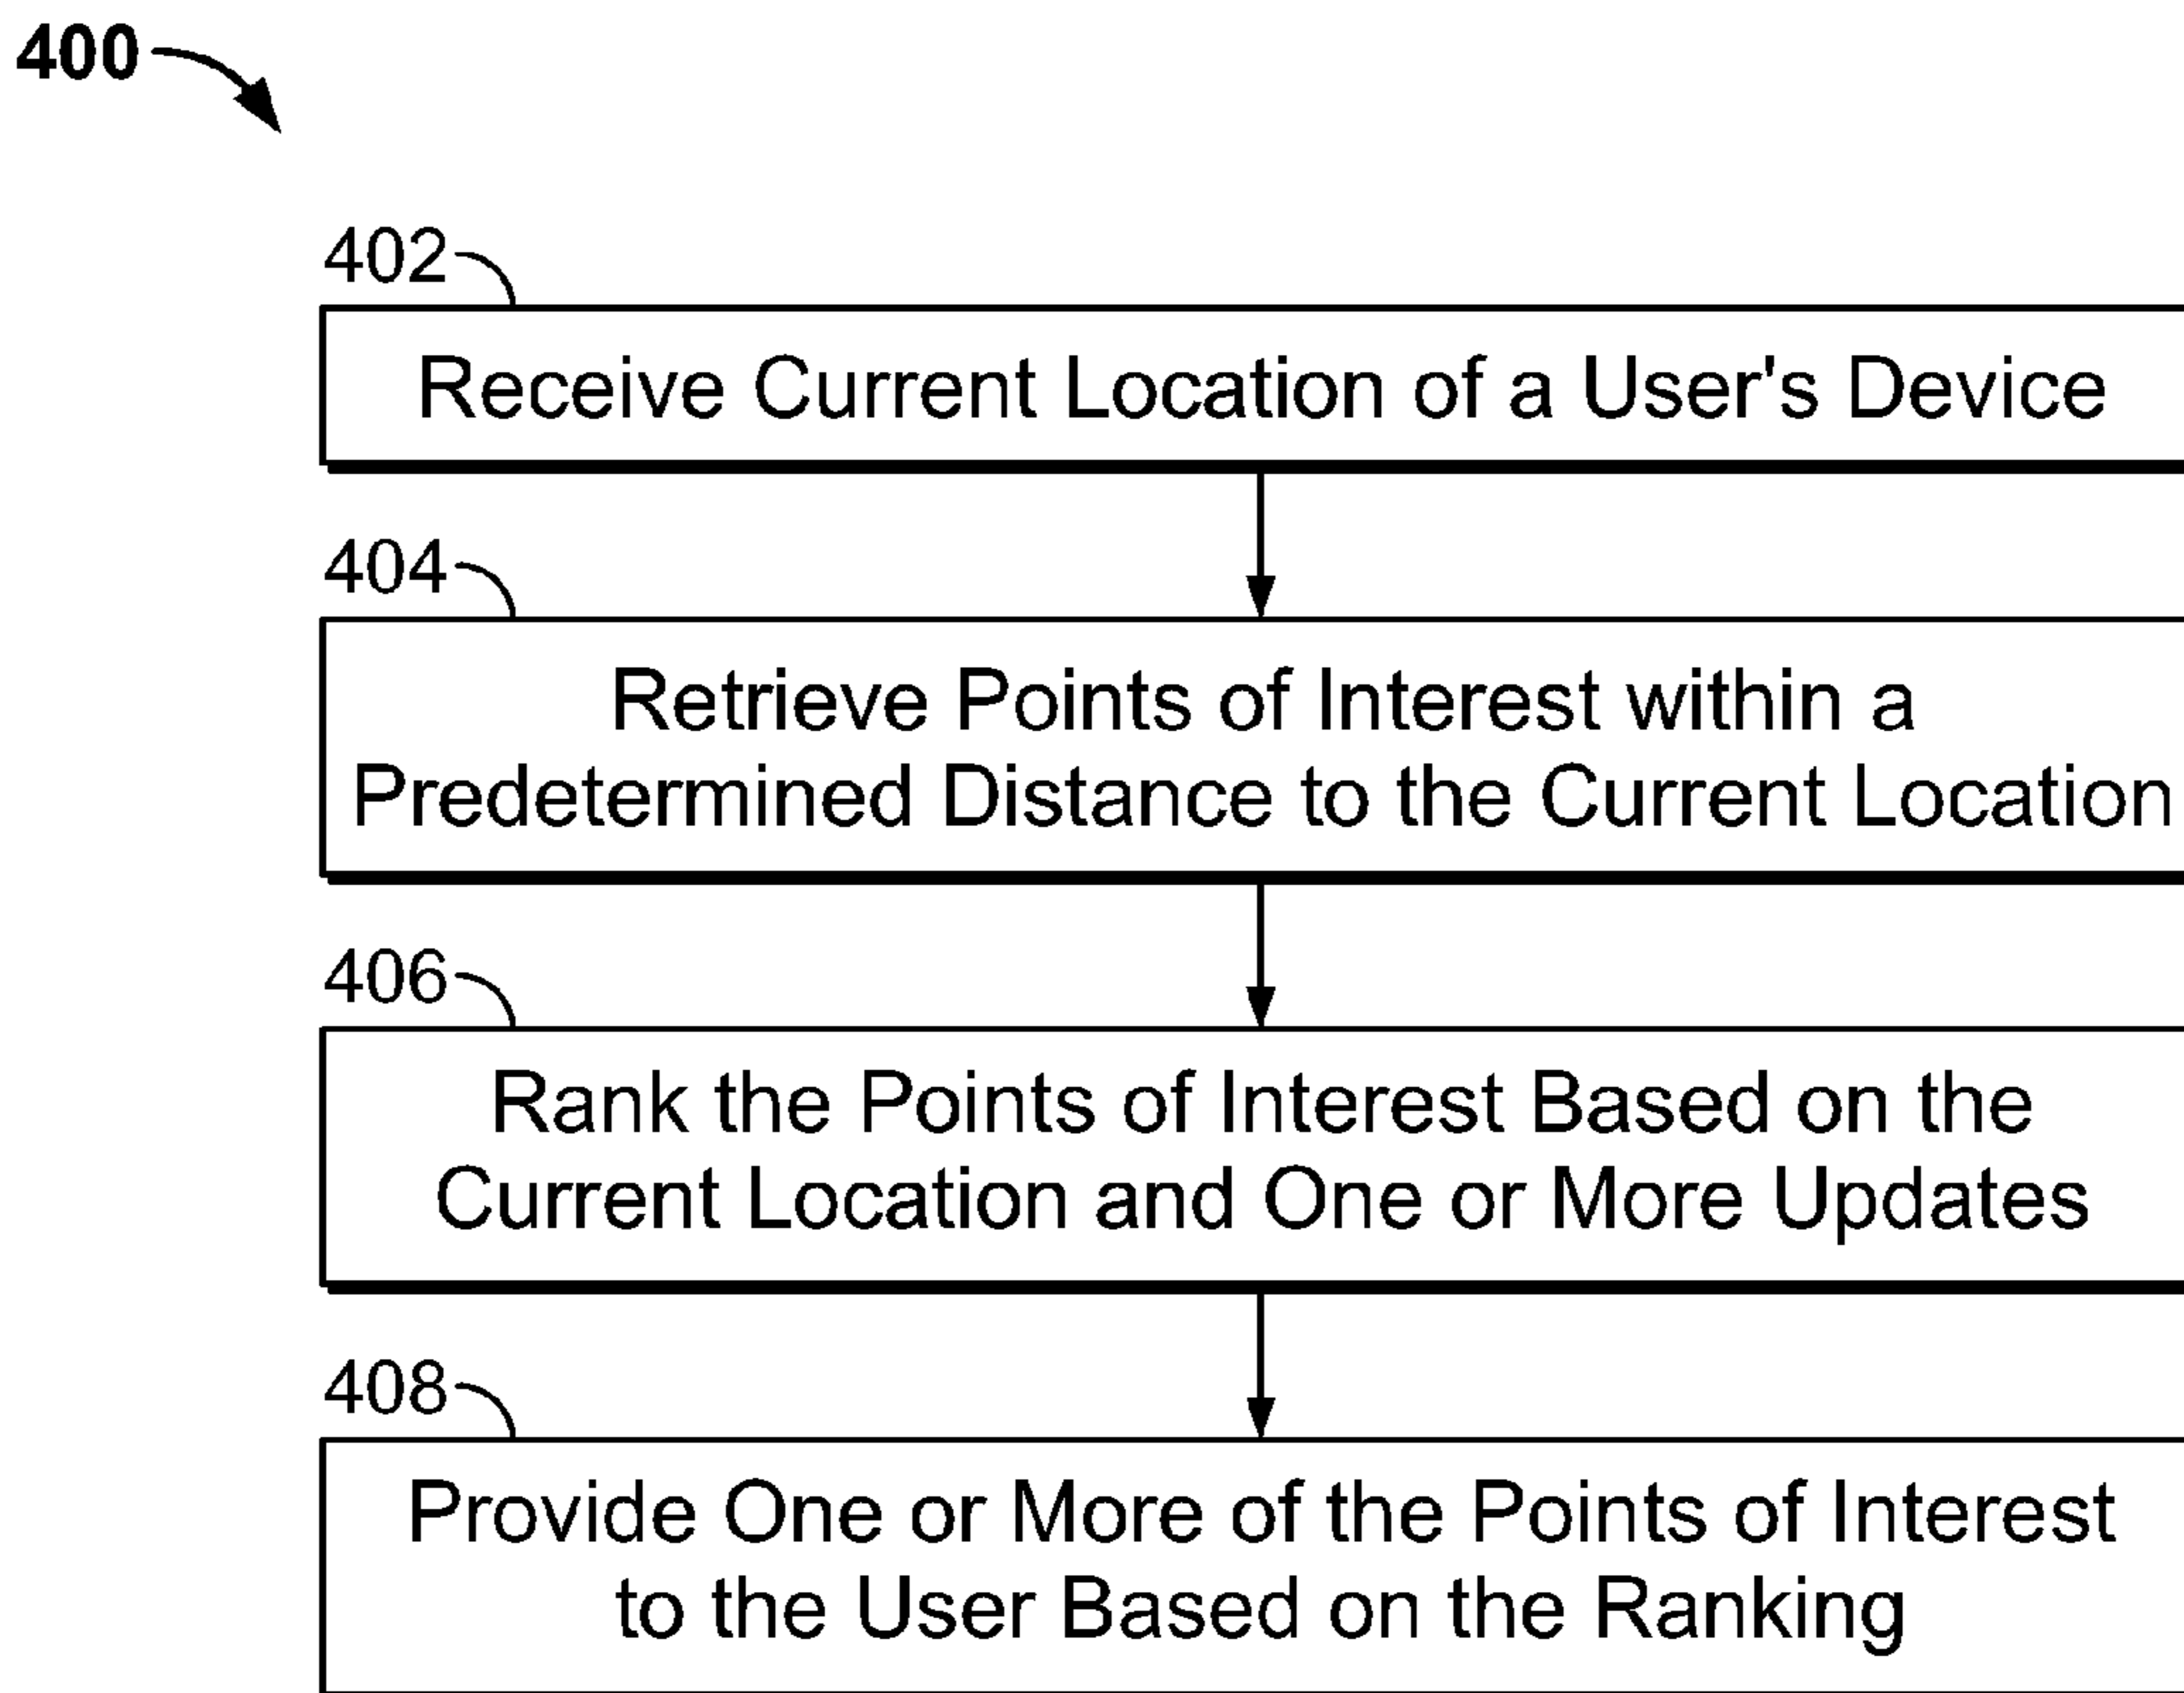 400
402
Receive Current Location of a User's Device
404
Retrieve Points of Interest within a
Predetermined Distance to the Current Location
406
Rank the Points of Interest Based on the
Current Location and One or More Updates
408
Provide One or More of the Points of Interest
to the User Based on the Ranking